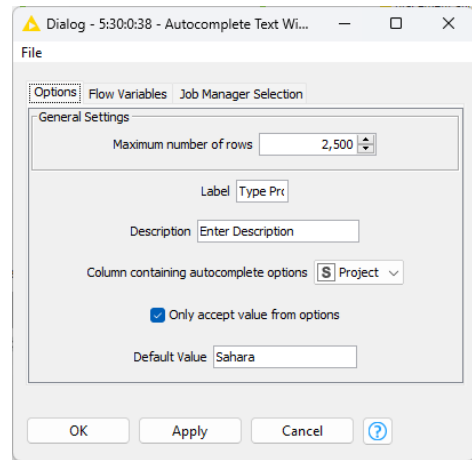 Dialog - 5:30:0:38 - Autocomplete Text Wi...
File
Options Flow Variables Job Manager Selection
General Settings
Maximum number of rows 2,500
Label Type Pro
Description Enter Description
Column containing autocomplete options S Project
Only accept value from options
Default Value Sahara
OK Apply Cancel ?